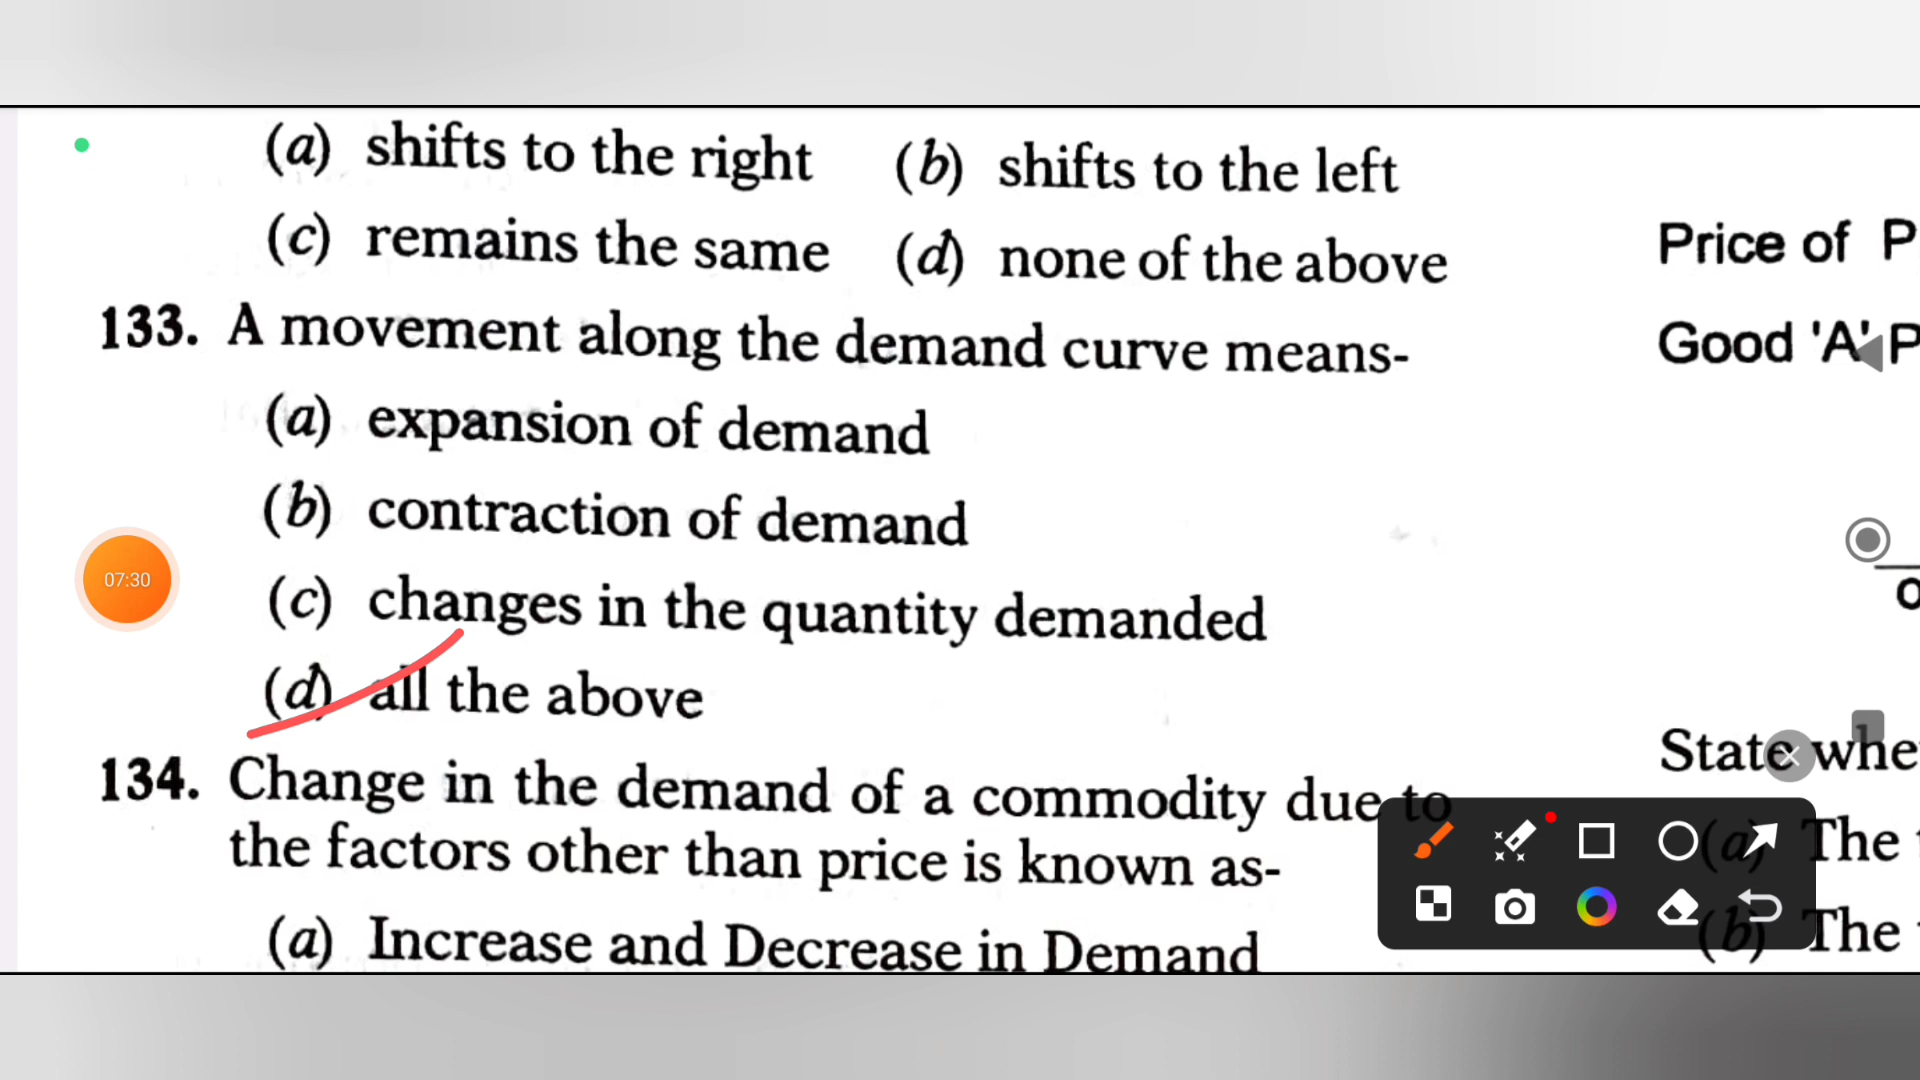 (a) shifts to the right (b) shifts to the left
(c) remains the same (d) none of the above
133. A movement along the demand curve means-
(a) expansion of demand
(b) contraction of demand
(c) changes in the quantity demanded
(d) all the above
134. Change in the demand of a commodity due to
the factors other than price is known as-
(a) Increase and Decrease in Demand
Price of P
Good 'A' P
State
(a) The
(b) The
07:30